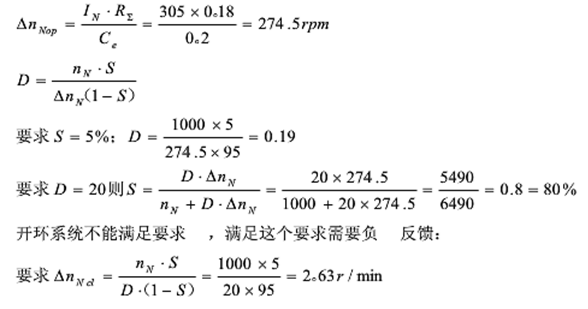 Δn_Nop = I_N · R_Σ / C_e = 305 × 0。18 / 0。2 = 274 .5rpm
D = n_N · S / Δn_N(1 − S)
要求 S = 5%; D = 1000 × 5 / 274 .5 × 95 = 0.19
要求 D = 20则 S = D · Δn_N / n_N + D · Δn_N = 20 × 274 .5 / 1000 + 20 × 274 .5 = 5490 / 6490 = 0.8 = 80%
开环系统不能满足要求 ，满足这个要求需要负 反馈:
要求 Δn_Ncl = n_N · S / D ·(1 − S) = 1000 × 5 / 20 × 95 = 2。63r / min